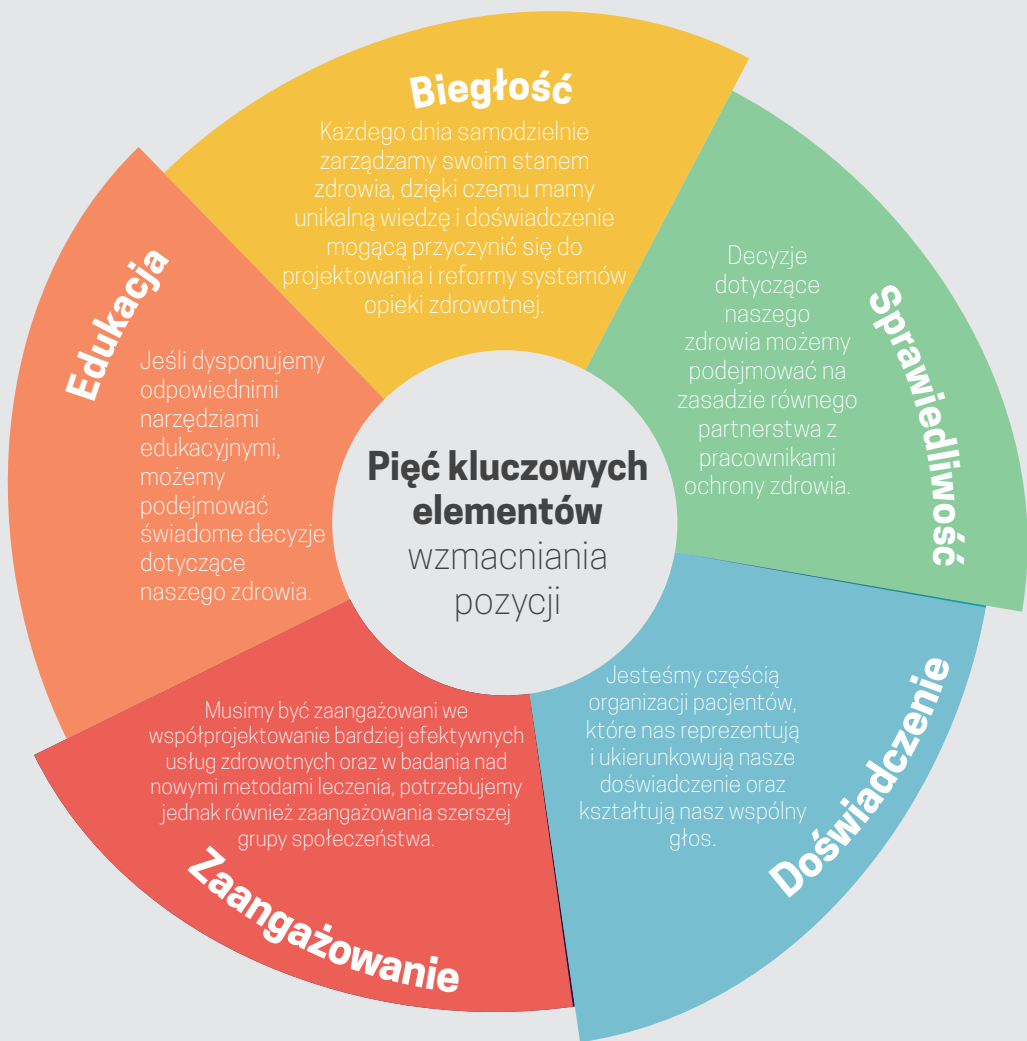 Pięć kluczowych
elementów
wzmacniania
pozycji
Biegłość
Każdego dnia samodzielnie
zarządzamy swoim stanem
zdrowia, dzięki czemu mamy
unikalną wiedzę i doświadczenie
mogącą przyczynić się do
projektowania i reformy systemów
opieki zdrowotnej.
Sprawiedliwość
Decyzje
dotyczące
naszego
zdrowia możemy
podejmować na
zasadzie równego
partnerstwa z
pracownikami
ochrony zdrowia.
Doświadczenie
Jesteśmy częścią
organizacji pacjentów,
które nas reprezentują
i ukierunkowują nasze
doświadczenie oraz
kształtują nasz wspólny
głos.
Zaangażowanie
Musimy być zaangażowani we
współprojektowanie bardziej efektywnych
usług zdrowotnych oraz w badania nad
nowymi metodami leczenia, potrzebujemy
jednak również zaangażowania szerszej
grupy społeczeństwa.
Edukacja
Jeśli dysponujemy
odpowiednimi
narzędziami
edukacyjnymi,
możemy
podejmować
świadome decyzje
dotyczące
naszego zdrowia.